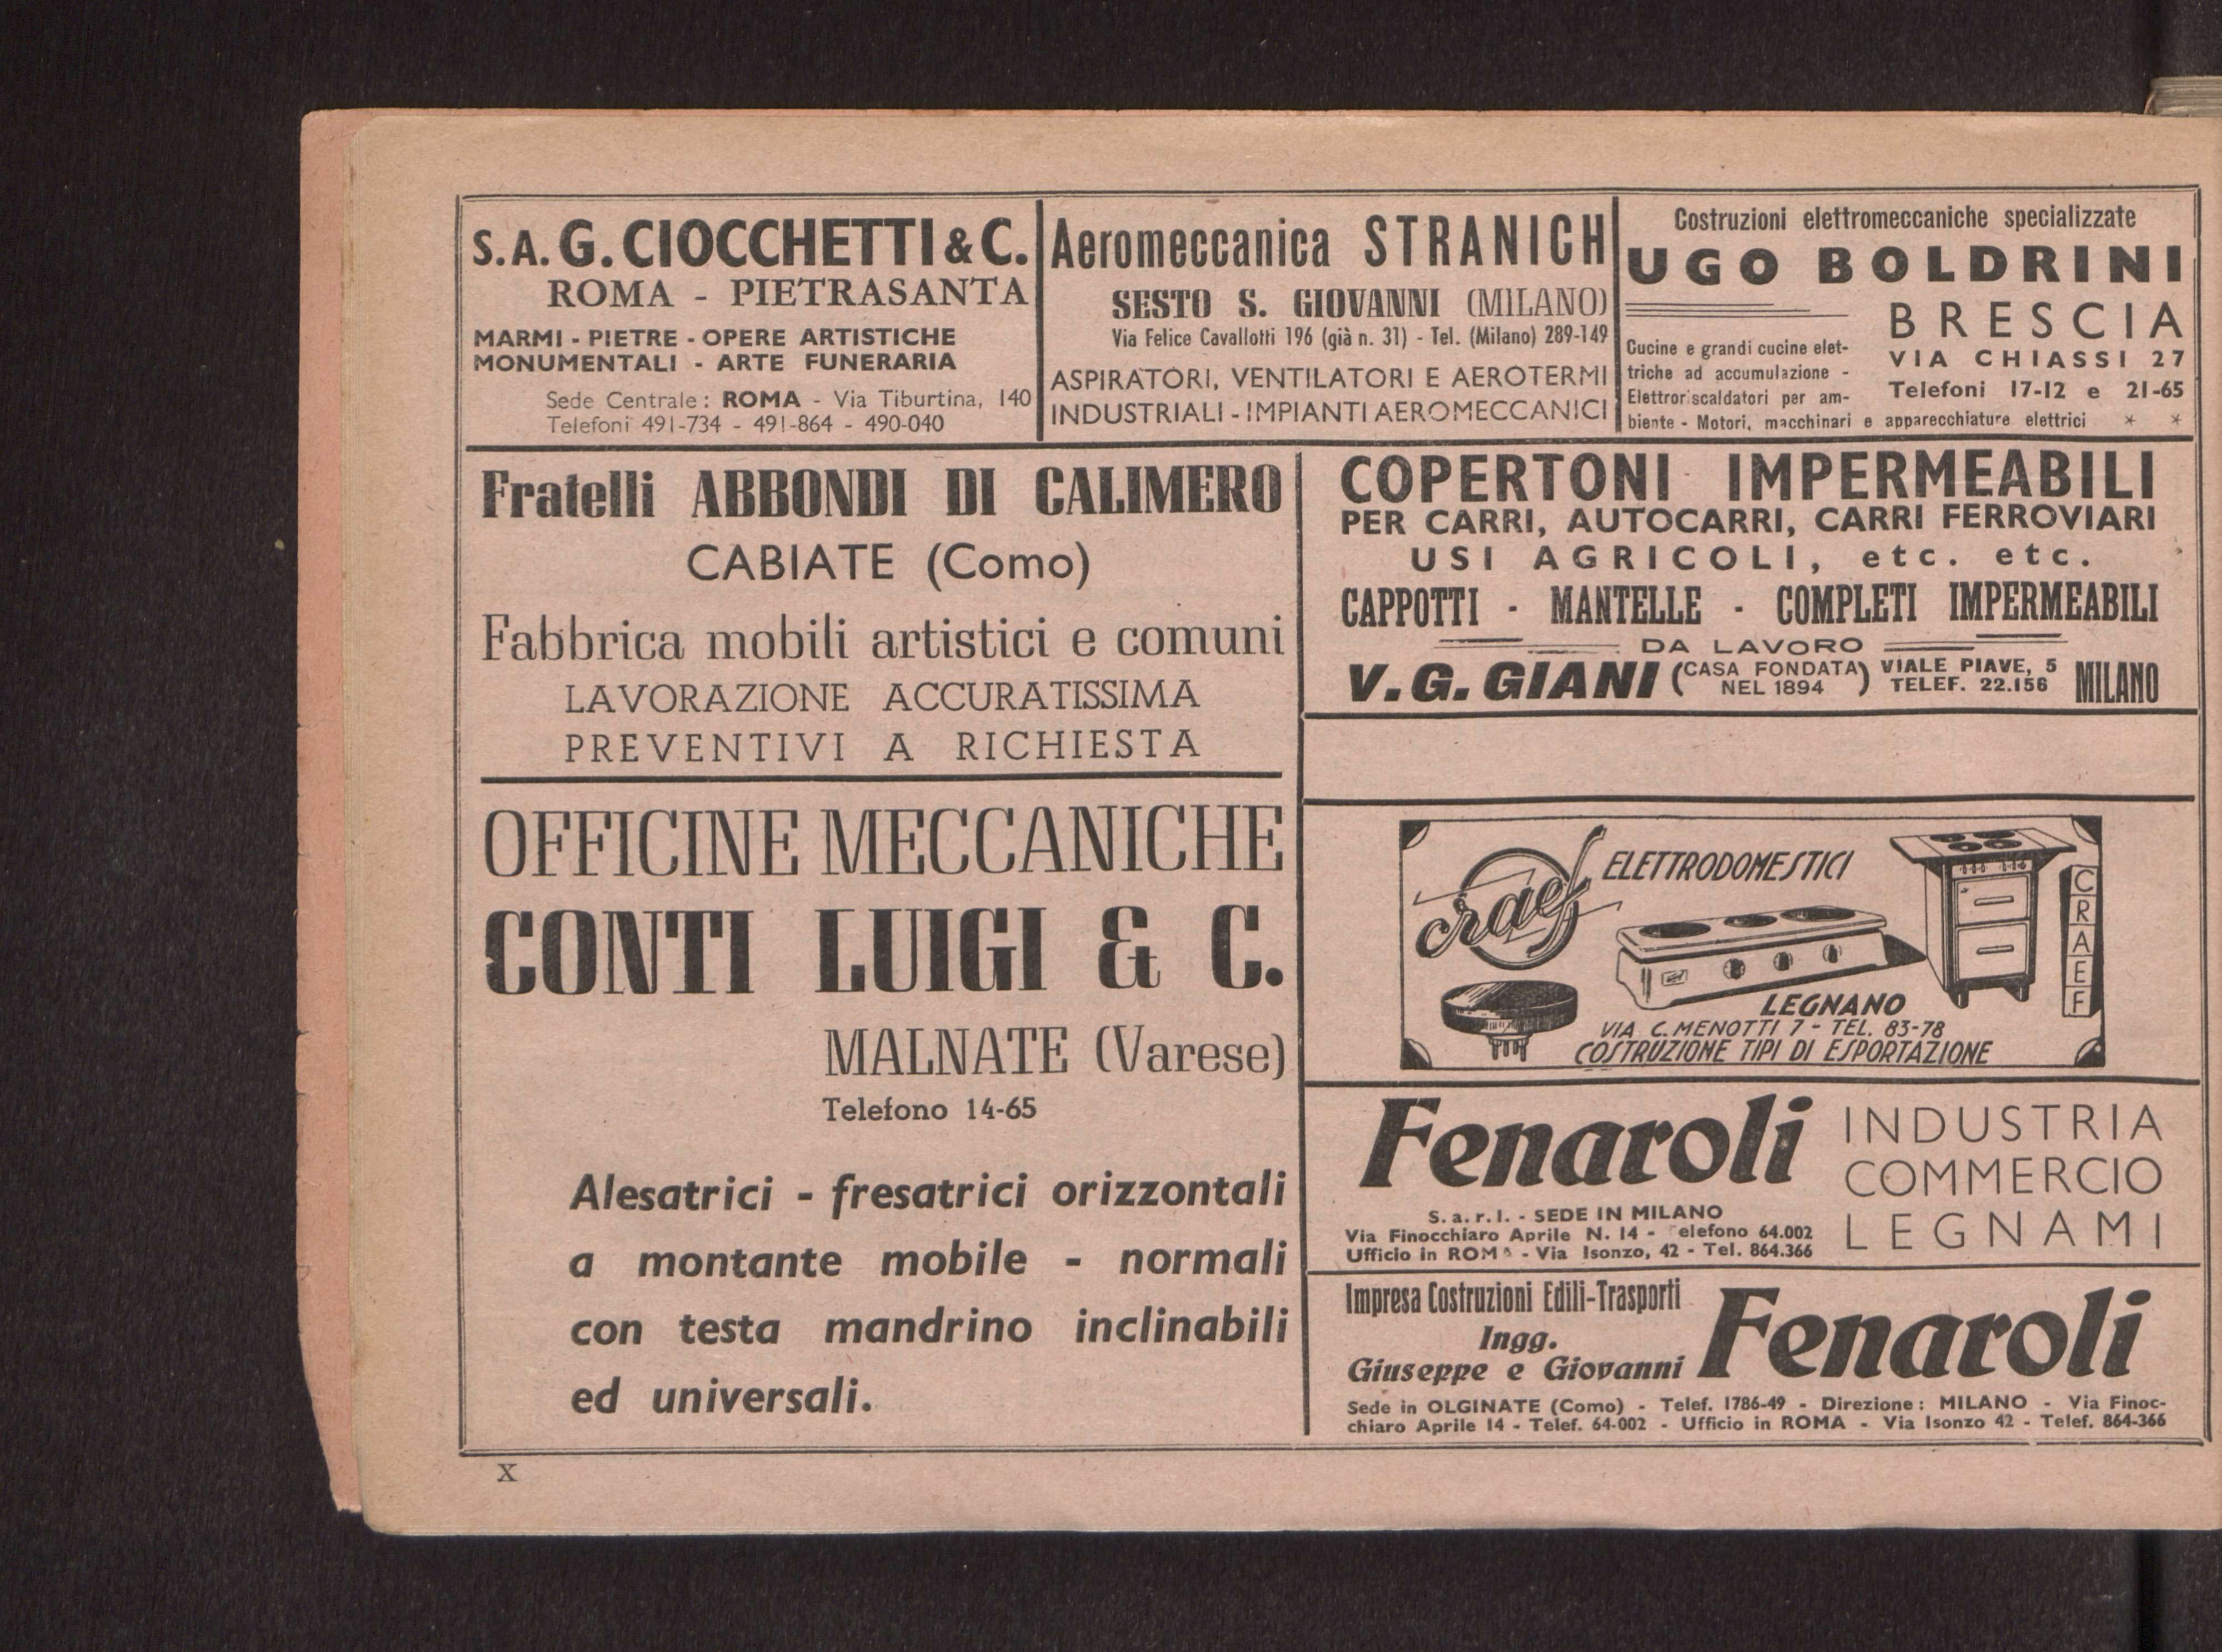 S.A. G. CIOCCHETTI & C.
ROMA - PIETRASANTA
MARMI - PIETRE - OPERE ARTISTICHE
MONUMENTALI - ARTE FUNERARIA
Sede Centrale: ROMA - Via Tiburtina, 140
Telefoni 491-734 - 491-864 - 490-040
Aeromeccanica STRANICH
SESTO S. GIOVANNI (MILANO)
Via Felice Cavallotti 196 (già n. 31) - Tel. (Milano) 289-149
ASPIRATORI, VENTILATORI E AEROTERMI
INDUSTRIALI - IMPIANTI AEROMECCANICI
Costruzioni elettromeccaniche specializzate
UGO BOLDRINI
BRESCIA
VIA CHIASSI 27
Telefoni 17-12 e 21-65
Cucine e grandi cucine elet-
triche ad accumulazione -
Elettroriscaldatori per am-
biente - Motori, macchinari e apparecchiature elettrici * *
Fratelli ABBONDI DI CALIMERO
CABIATE (Como)
Fabbrica mobili artistici e comuni
LAVORAZIONE ACCURATISSIMA
PREVENTIVI A RICHIESTA
OFFICINE MECCANICHE
CONTI LUIGI & C.
MALNATE (Varese)
Telefono 14-65
Alesatrici - fresatrici orizzontali
a montante mobile - normali
con testa mandrino inclinabili
ed universali.
COPERTONI IMPERMEABILI
PER CARRI, AUTOCARRI, CARRI FERROVIARI
USI AGRICOLI, etc. etc.
CAPPOTTI - MANTELLE - COMPLETI IMPERMEABILI
DA LAVORO
V.G. GIANI (CASA FONDATA NEL 1894) VIALE PIAVE, 5 TELEF. 22.156 MILANO
craef ELETTRODOMESTICI
CRAEF
LEGNANO
VIA C. MENOTTI 7 - TEL. 83-78
COSTRUZIONE TIPI DI ESPORTAZIONE
Fenaroli
INDUSTRIA
COMMERCIO
LEGNAMI
S.a.r.l. - SEDE IN MILANO
Via Finocchiaro Aprile N. 14 - Telefono 64.002
Ufficio in ROMA - Via Isonzo, 42 - Tel. 864.366
Impresa Costruzioni Edili-Trasporti
Ingg.
Giuseppe e Giovanni Fenaroli
Sede in OLGINATE (Como) - Telef. 1786-49 - Direzione: MILANO - Via Finoc-
chiaro Aprile 14 - Telef. 64-002 - Ufficio in ROMA - Via Isonzo 42 - Telef. 864-366
X